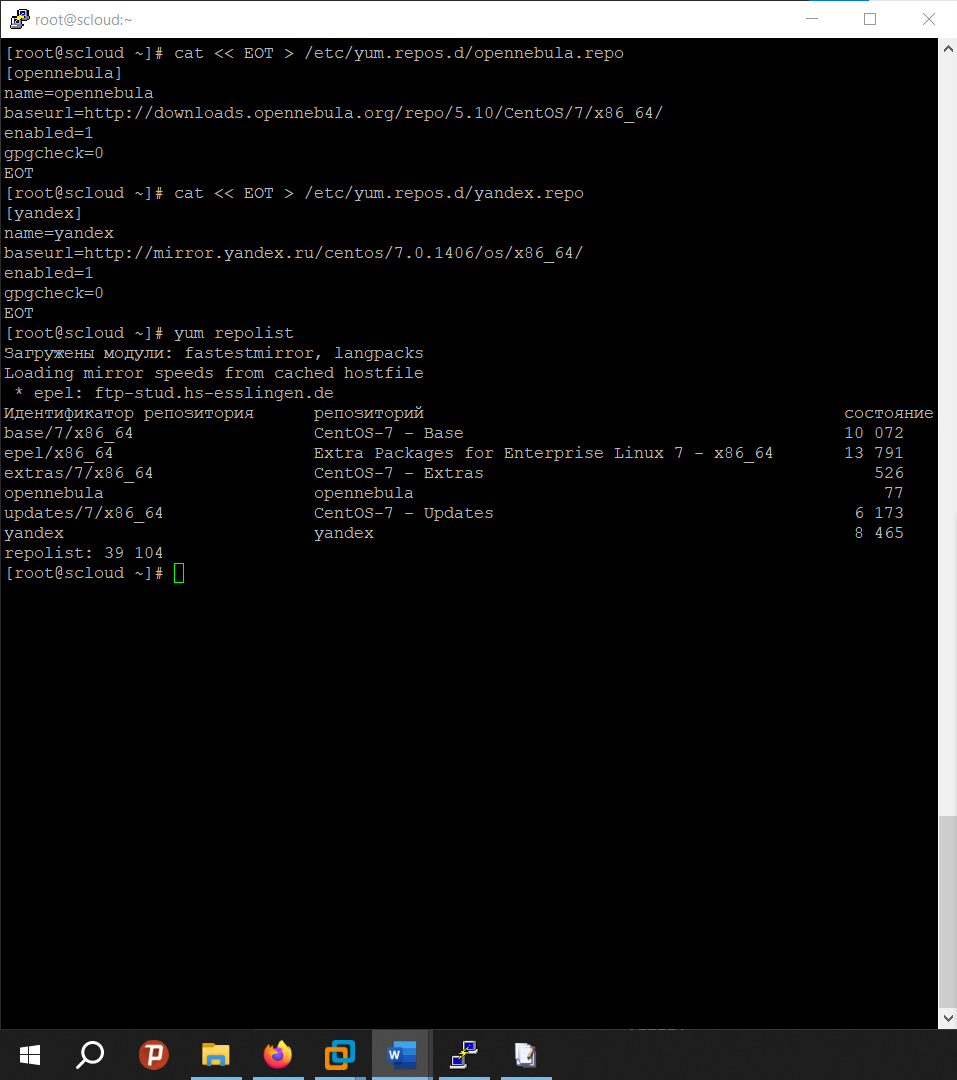 root@scloud:~
[root@scloud ~]# cat << EOT > /etc/yum.repos.d/opennebula.repo
[opennebula]
name=opennebula
baseurl=http://downloads.opennebula.org/repo/5.10/CentOS/7/x86_64/
enabled=1
gpgcheck=0
EOT
[root@scloud ~]# cat << EOT > /etc/yum.repos.d/yandex.repo
[yandex]
name=yandex
baseurl=http://mirror.yandex.ru/centos/7.0.1406/os/x86_64/
enabled=1
gpgcheck=0
EOT
[root@scloud ~]# yum repolist
Загружены модули: fastestmirror, langpacks
Loading mirror speeds from cached hostfile
 * epel: ftp-stud.hs-esslingen.de
Идентификатор репозитория репозиторий состояние
base/7/x86_64 CentOS-7 - Base 10 072
epel/x86_64 Extra Packages for Enterprise Linux 7 - x86_64 13 791
extras/7/x86_64 CentOS-7 - Extras 526
opennebula opennebula 77
updates/7/x86_64 CentOS-7 - Updates 6 173
yandex yandex 8 465
repolist: 39 104
[root@scloud ~]#